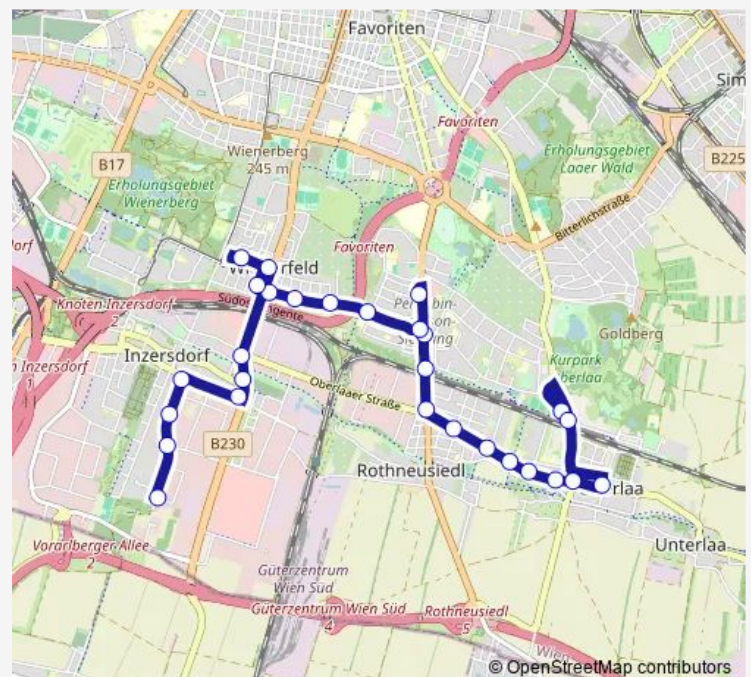 Favoriten
Sim
Favoriten
Wienerberg
245 m
B17
Erholungsgebiet
Laaer Wald
B225
Erholungsgebiet
Wienerberg
Bitterlichstraße
Favoriten
dorf
rfeld
Knoten Inzersdorf
2
Südosttangente
Goldberg
Inzersdorf
n Inzersdorf
1
Kurpark
berlaa
Oberlaaer Straße
B230
Rothneusiedl
rlaa
Unterlaa
Vorarlberger Allee
2
Güterzentrum
Wien Süd
Güterzentrum Wien Süd
4
Rothneusiedl
5
Wien
© OpenStreetMap contributors